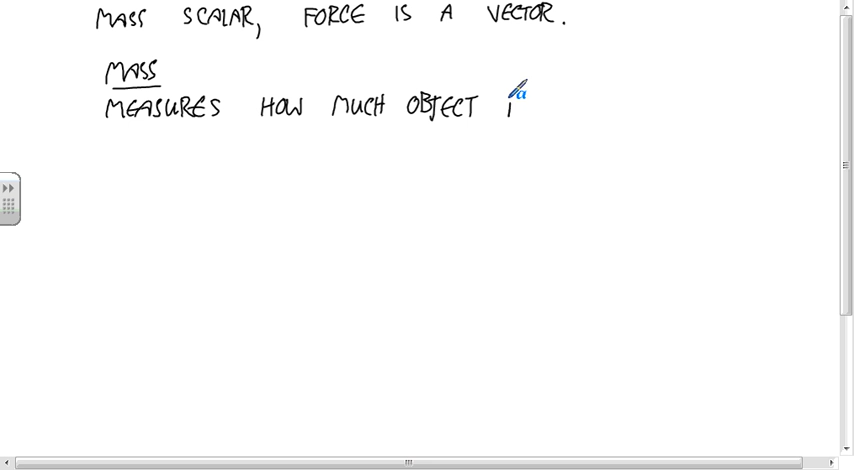 MASS SCALAR, FORCE IS A VECTOR.
MASS
MEASURES HOW MUCH OBJECT